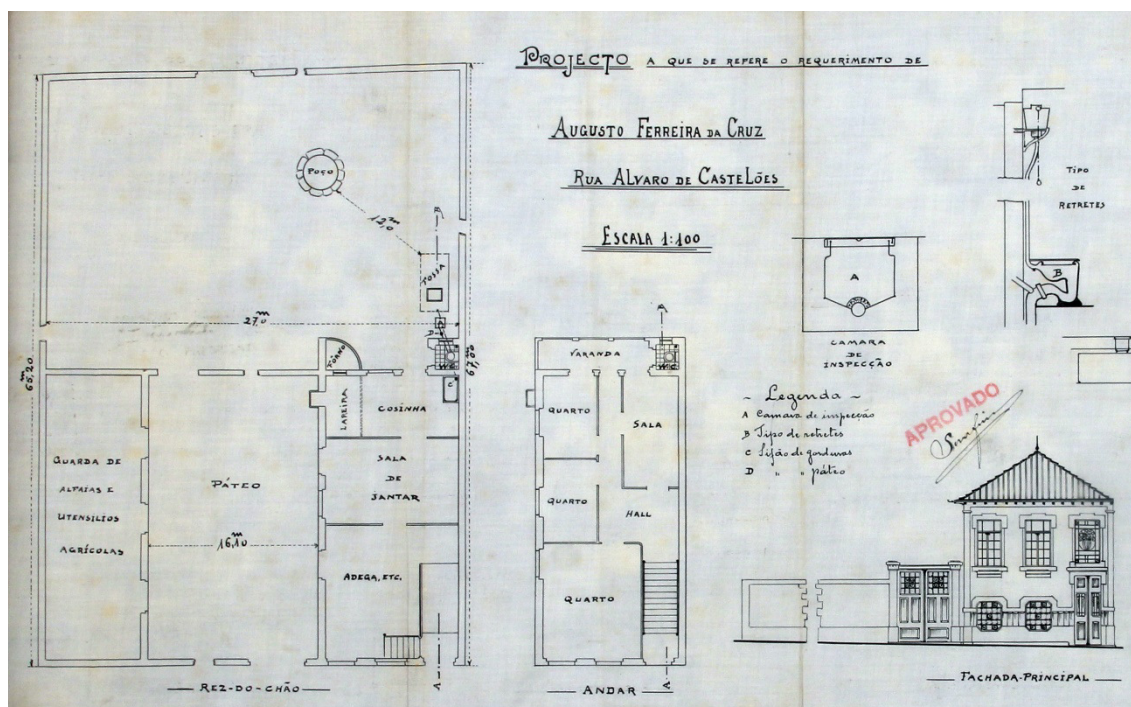 PROJECTO A QUE SE REFERE O REQUERIMENTO DE
AUGUSTO FERREIRA DA CRUZ
RUA ALVARO DE CASTELÕES
ESCALA 1:100
POÇO
12,0 m
FOSSA
D
27,0 m
65,20 m
67,00
FÔRNO
LAREIRA
COSINHA
C
SALA
DE
JANTAR
ADEGA, ETC.
PÁTEO
16,10 m
GUARDA DE
ALFAIAS E
UTENSILIOS
AGRÍCOLAS
REZ-DO-CHÃO
VARANDA
QUARTO
SALA
QUARTO
HALL
QUARTO
ANDAR
A
CAMARA
DE
INSPECÇÃO
TIPO
DE
RETRETES
B
~ Legenda ~
A Camara de inspecção
B Tipo de retretes
C Sifão de gorduras
D " " páteo
APROVADO
FACHADA-PRINCIPAL